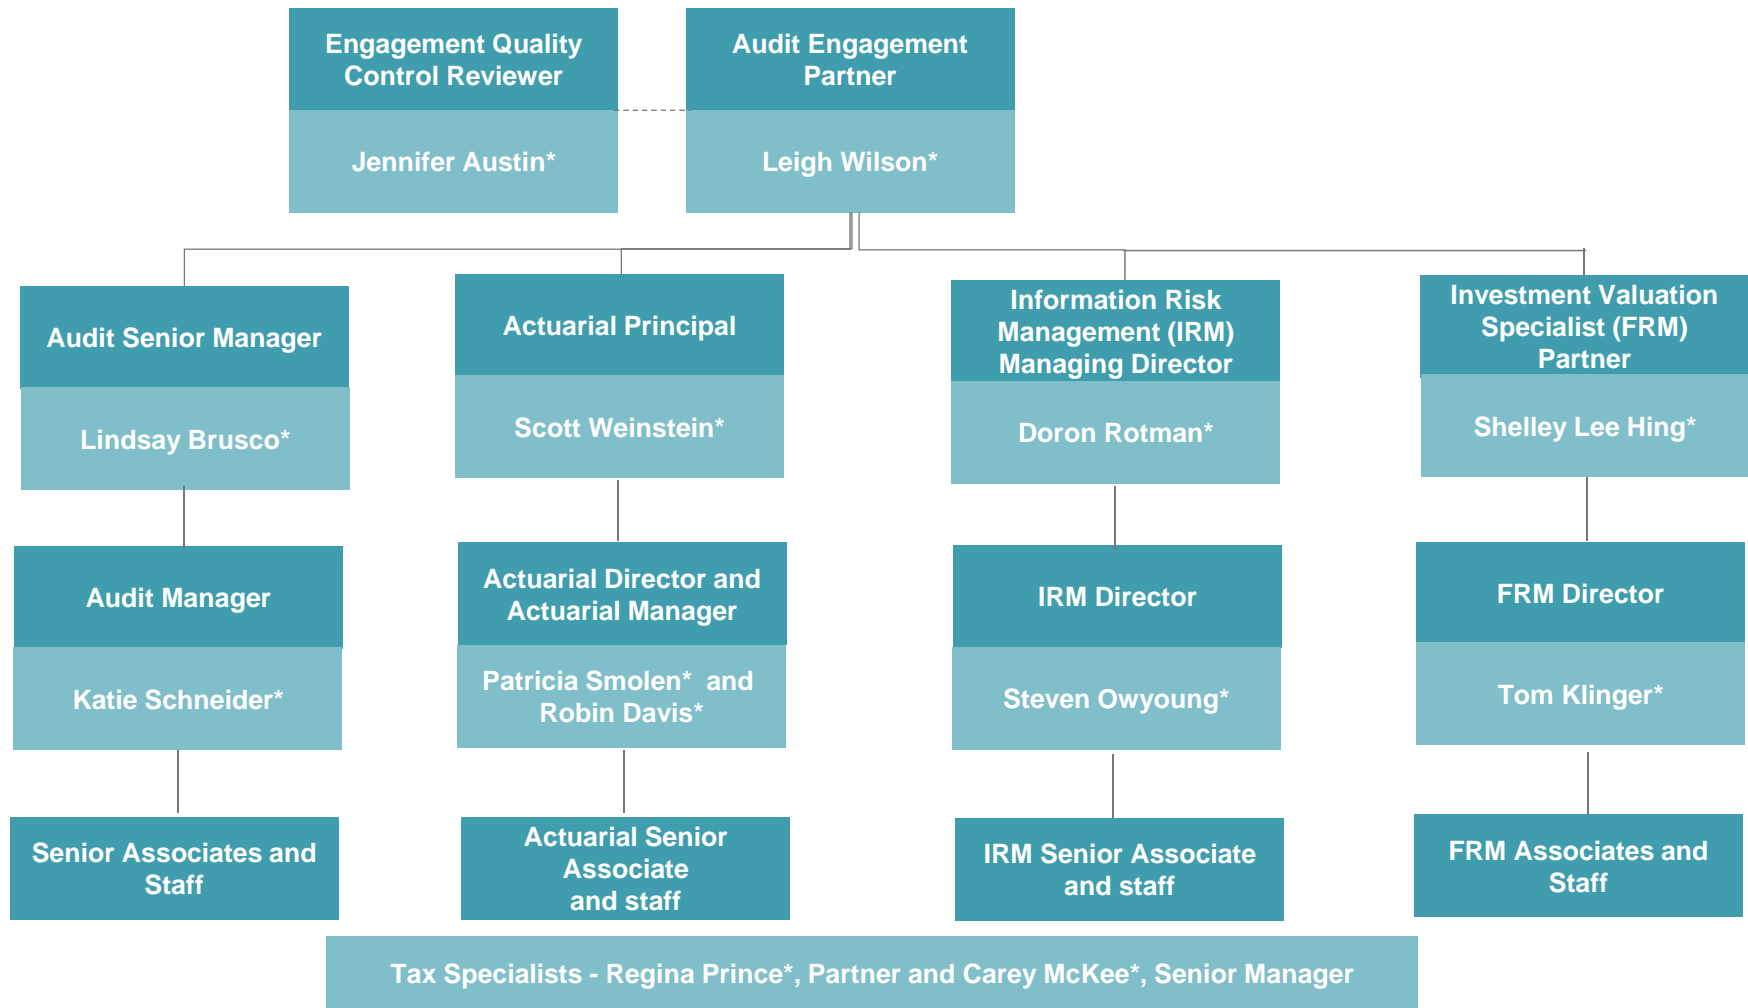 Engagement Quality
Control Reviewer
Jennifer Austin*
Audit Engagement
Partner
Leigh Wilson*
Audit Senior Manager
Lindsay Brusco*
Actuarial Principal
Scott Weinstein*
Information Risk
Management (IRM)
Managing Director
Doron Rotman*
Investment Valuation
Specialist (FRM)
Partner
Shelley Lee Hing*
Audit Manager
Katie Schneider*
Actuarial Director and
Actuarial Manager
Patricia Smolen* and
Robin Davis*
IRM Director
Steven Owyoung*
FRM Director
Tom Klinger*
Senior Associates and
Staff
Actuarial Senior
Associate
and staff
IRM Senior Associate
and staff
FRM Associates and
Staff
Tax Specialists - Regina Prince*, Partner and Carey McKee*, Senior Manager